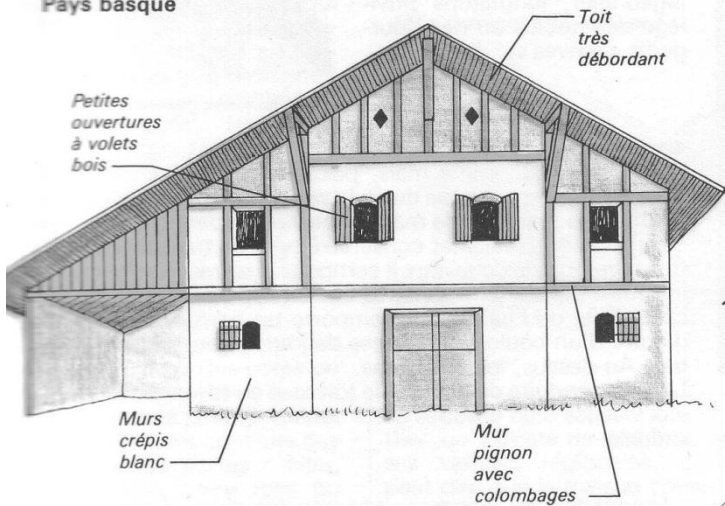 Pays basque
Toit
très
débordant
Petites
ouvertures
à volets
bois
Murs
crépis
blanc
Mur
pignon
avec
colombages